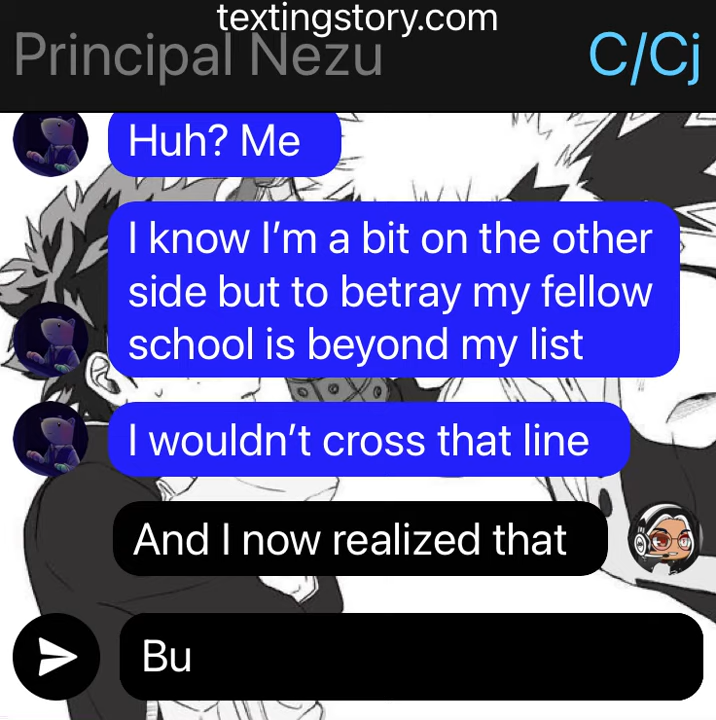 textingstory.com
Principal Nezu
C/Cj
Huh? Me
I know I'm a bit on the other
side but to betray my fellow
school is beyond my list
I wouldn't cross that line
And I now realized that
Bu